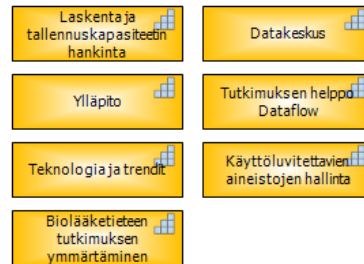 Laskenta ja
tallennuskapasiteetin
hankinta
Datakeskus
Ylläpito
Tutkimuksen helppo
Dataflow
Teknologia ja trendit
Käyttöluvitettavien
aineistojen hallinta
Biolääketieteen
tutkimuksen
ymmärtäminen